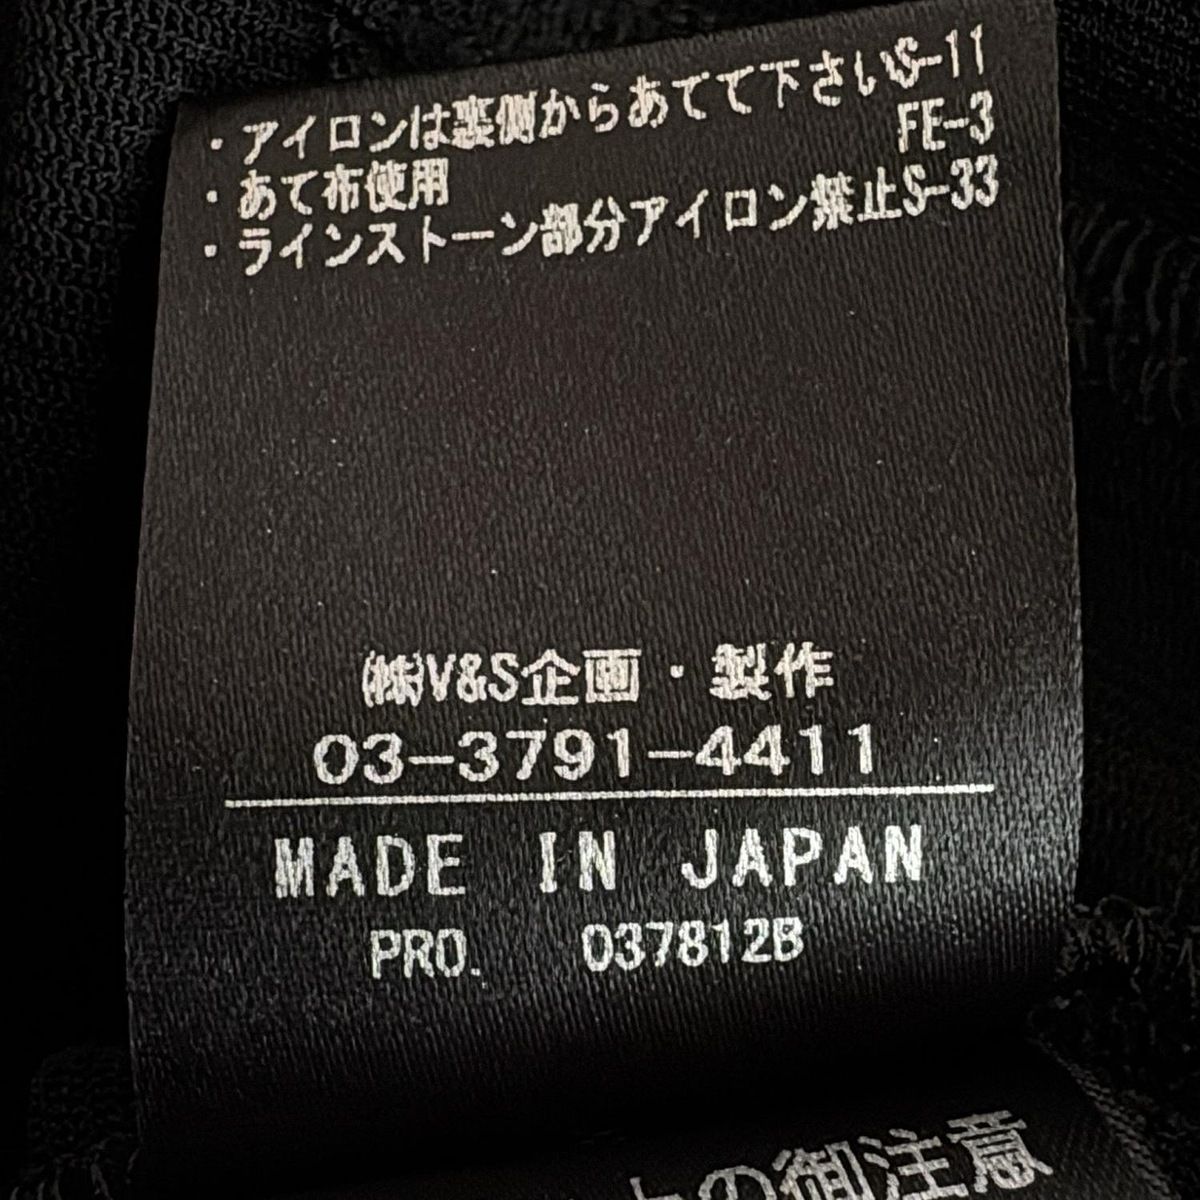 ・アイロンは裏側からあてて下さいS-11
FE-3
・あて布使用
・ラインストーン部分アイロン禁止S-33
㈱V&S企画・製作
03-3791-4411
MADE IN JAPAN
PRO. 037812B
の御注意